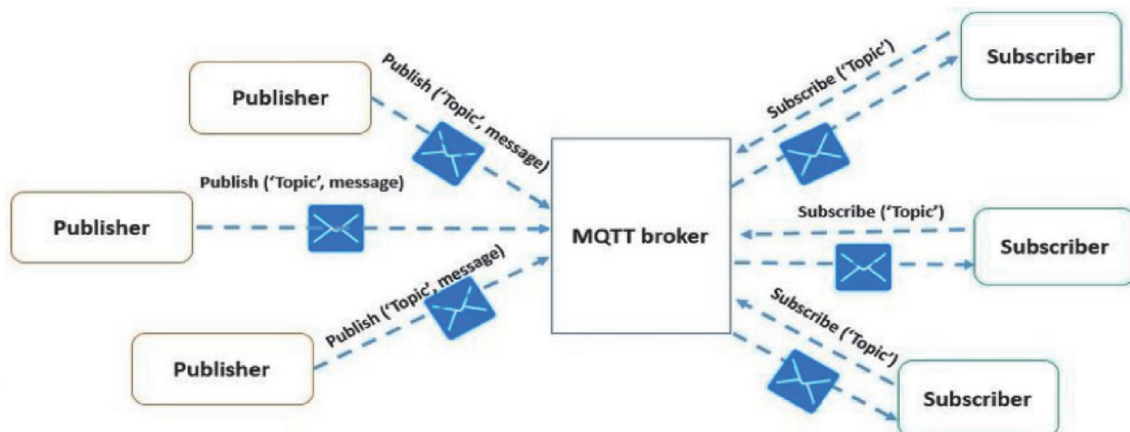 Publisher
Publish (‘Topic’, message)
Publish (‘Topic’, message)
Publisher
Publish (‘Topic’, message)
Publisher
MQTT broker
Subscribe (‘Topic’)
Subscriber
Subscribe (‘Topic’)
Subscriber
Subscribe (‘Topic’)
Subscriber